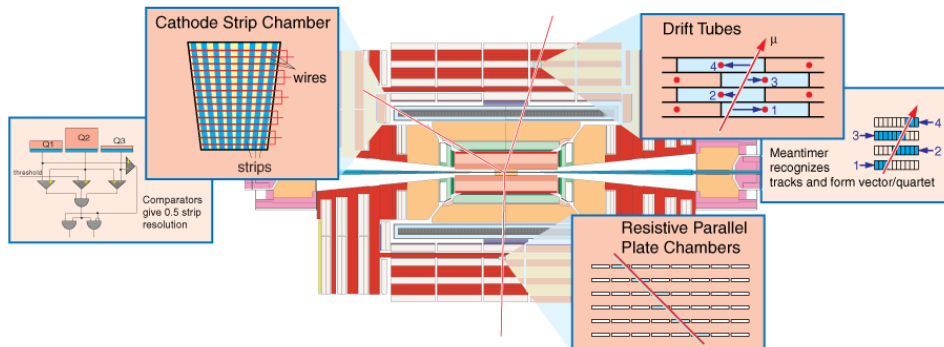 Cathode Strip Chamber
wires
strips
Q1
Q2
Q3
threshold
Comparators
give 0.5 strip
resolution
Drift Tubes
μ
4
3
2
1
Meantimer
recognizes
tracks and form vector/quartet
4
3
2
1
Resistive Parallel
Plate Chambers